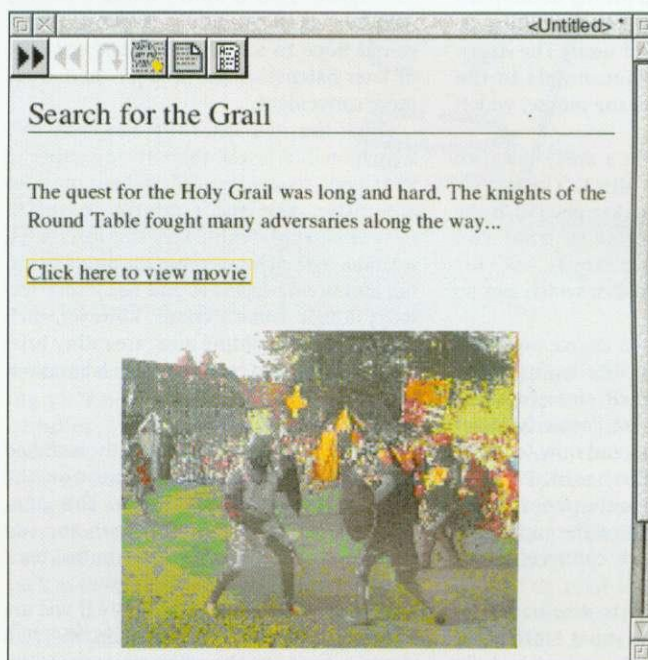 <Untitled> *
Search for the Grail
The quest for the Holy Grail was long and hard. The knights of the
Round Table fought many adversaries along the way...
Click here to view movie